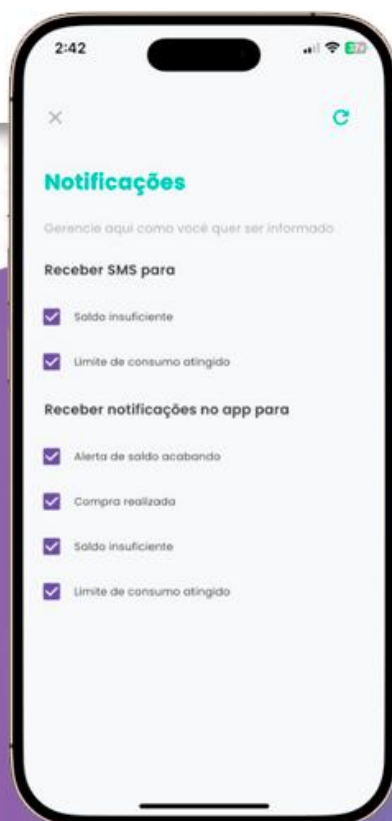 2:42
Notificações
Gerencie aqui como você quer ser informado
Receber SMS para
Saldo insuficiente
Limite de consumo atingido
Receber notificações no app para
Alerta de saldo acabando
Compra realizada
Saldo insuficiente
Limite de consumo atingido